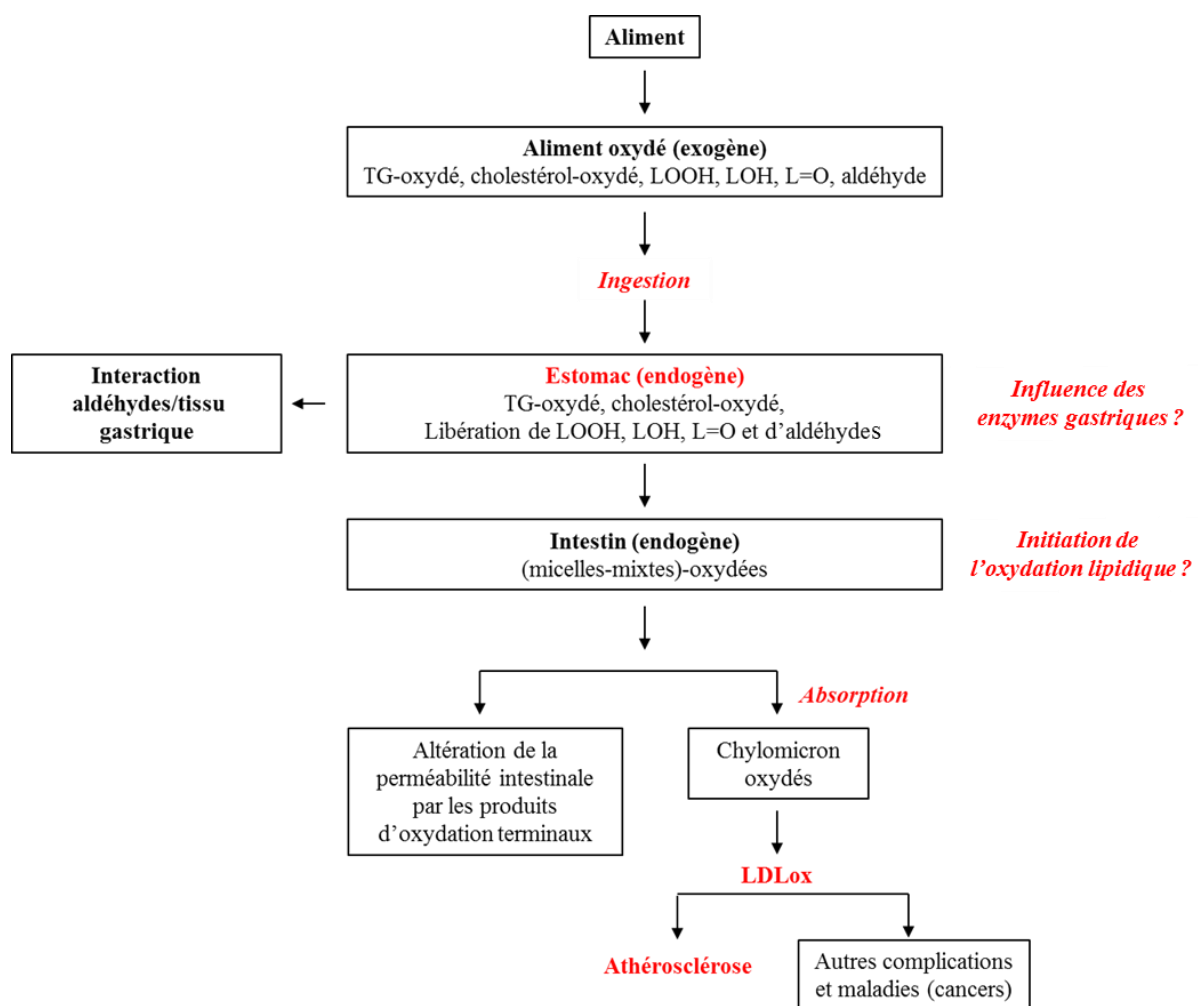 Aliment
Aliment oxydé (exogène)
TG-oxydé, cholestérol-oxydé, LOOH, LOH, L=O, aldéhyde
Ingestion
Interaction
aldéhydes/tissu
gastrique
Estomac (endogène)
TG-oxydé, cholestérol-oxydé,
Libération de LOOH, LOH, L=O et d'aldéhydes
Influence des
enzymes gastriques ?
Intestin (endogène)
(micelles-mixtes)-oxydées
Initiation de
l'oxydation lipidique ?
Absorption
Altération de la
perméabilité intestinale
par les produits
d'oxydation terminaux
Chylomicron
oxydés
LDLox
Athérosclérose
Autres complications
et maladies (cancers)